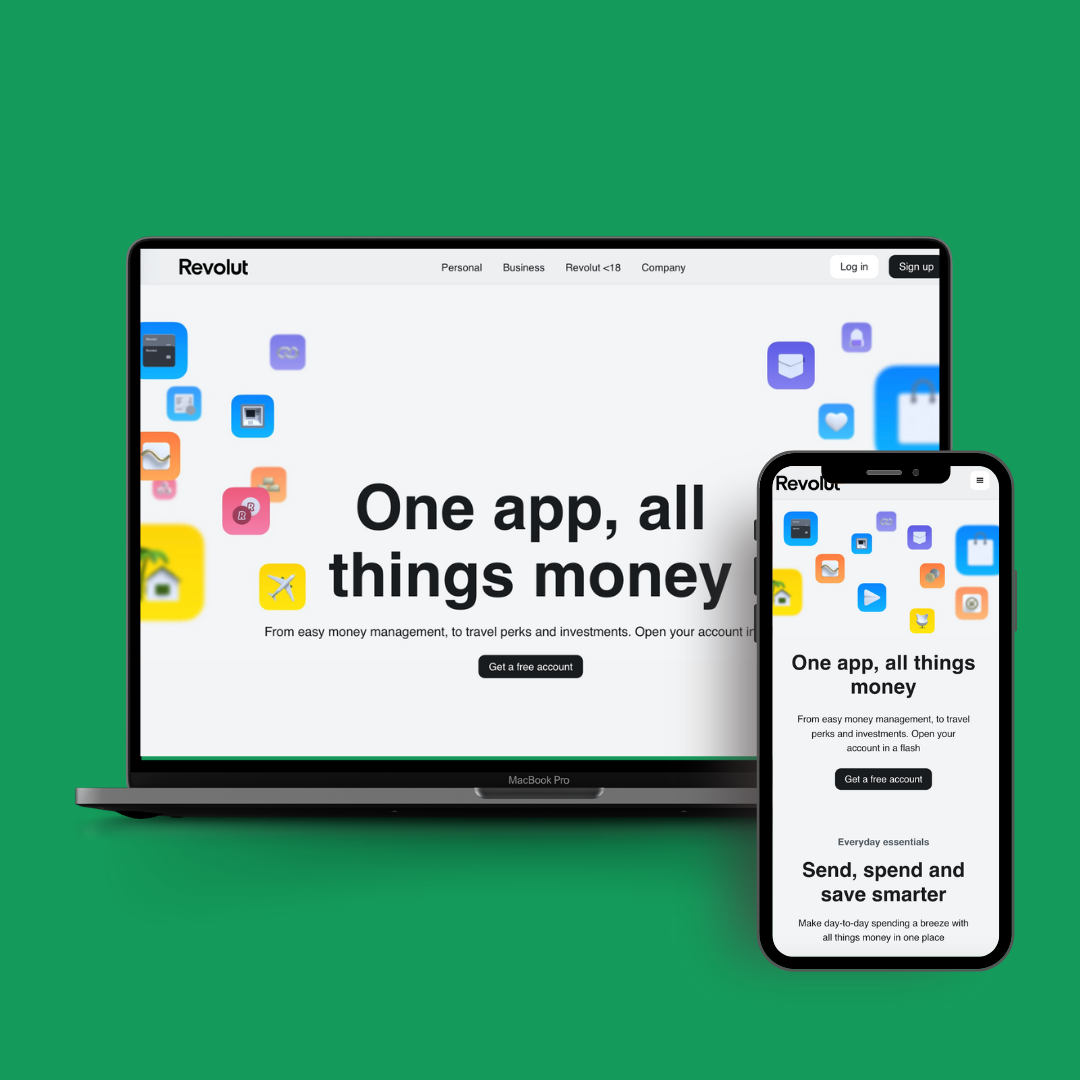 Revolut
Personal
Business
Revolut <18
Company
Log in
Sign up
One app, all
things money
From easy money management, to travel perks and investments. Open your account in
Get a free account
MacBook Pro
Revolut
One app, all things
money
From easy money management, to travel
perks and investments. Open your
account in a flash
Get a free account
Everyday essentials
Send, spend and
save smarter
Make day-to-day spending a breeze with
all things money in one place